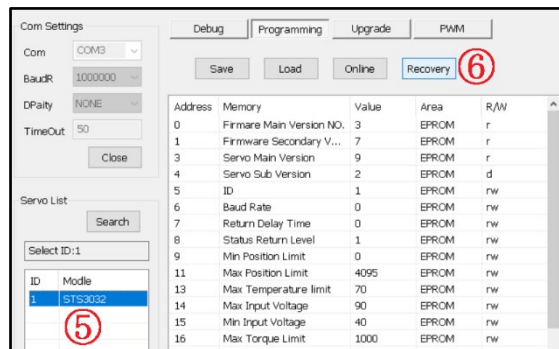 Com Settings
Com COM3
BaudR 1000000
DPaity NONE
TimeOut 50
Close
Servo List
Search
Select ID:1
ID Modle
1 STS3032
⑤
Debug Programming Upgrade PWM
Save Load Online Recovery ⑥
Address Memory Value Area R/W
0 Firmare Main Version NO. 3 EPROM r
1 Firmware Secondary V... 7 EPROM r
3 Servo Main Version 9 EPROM r
4 Servo Sub Version 2 EPROM d
5 ID 1 EPROM rw
6 Baud Rate 0 EPROM rw
7 Return Delay Time 0 EPROM rw
8 Status Return Level 1 EPROM rw
9 Min Position Limit 0 EPROM rw
11 Max Position Limit 4095 EPROM rw
13 Max Temperature limit 70 EPROM rw
14 Max Input Voltage 90 EPROM rw
15 Min Input Voltage 40 EPROM rw
16 Max Torque Limit 1000 EPROM rw